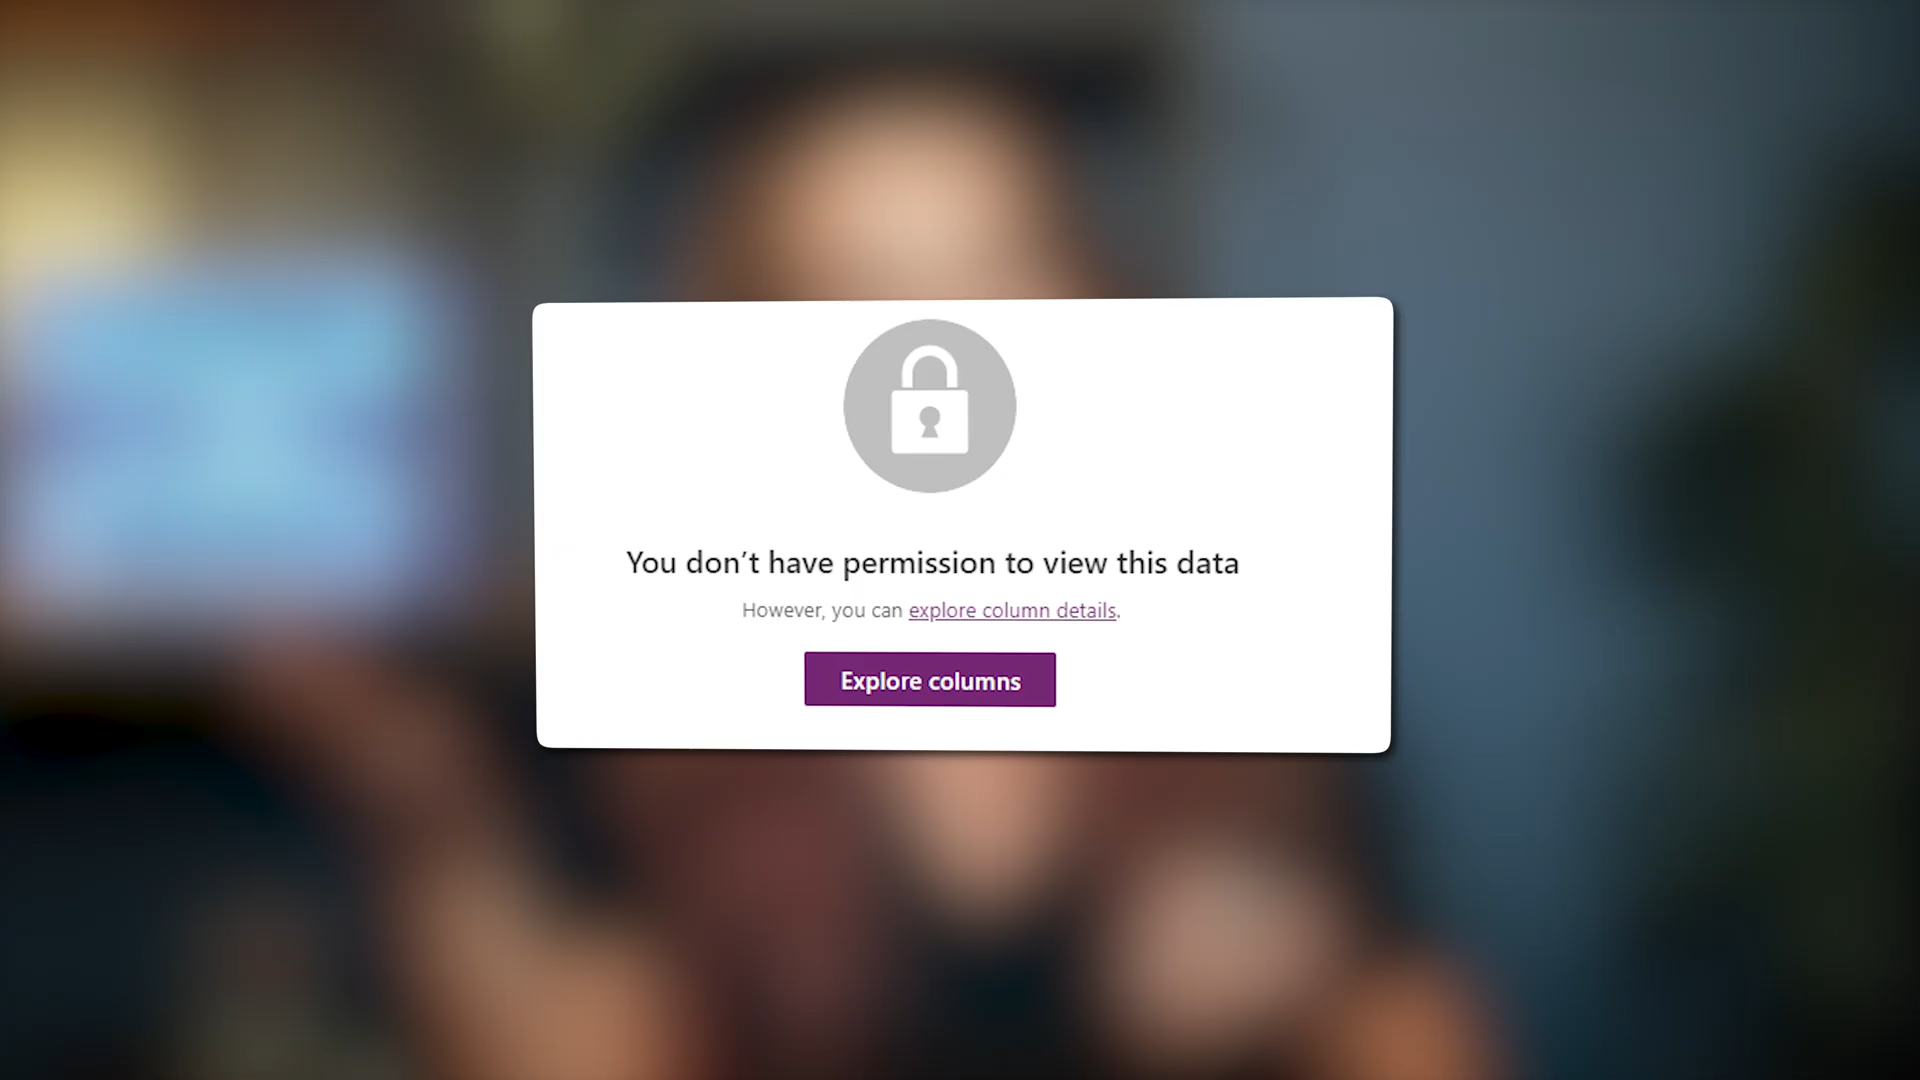 You don’t have permission to view this data
However, you can explore column details.
Explore columns